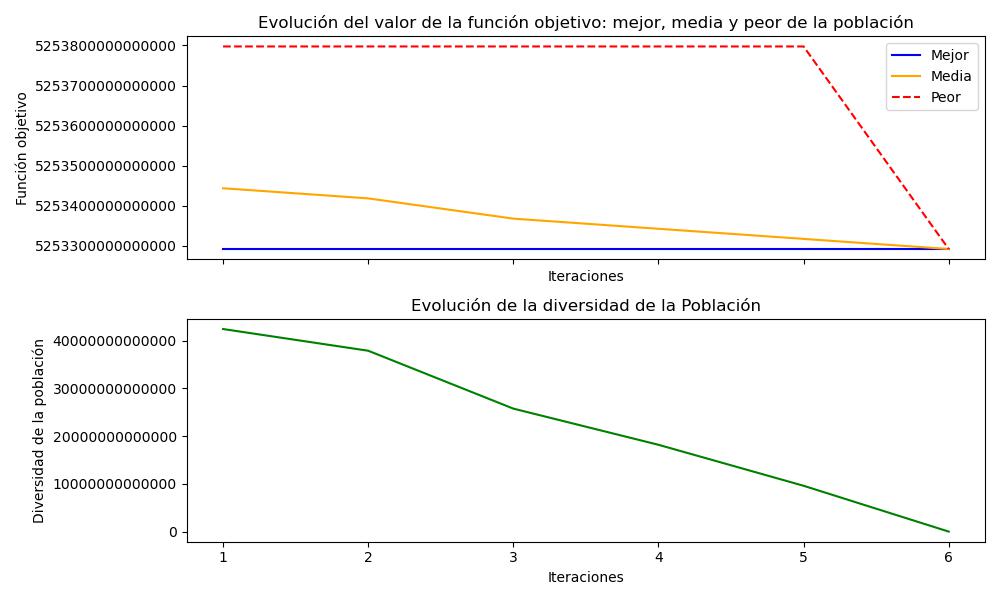 Evolución del valor de la función objetivo: mejor, media y peor de la población
Función objetivo
5253800000000000
5253700000000000
5253600000000000
5253500000000000
5253400000000000
5253300000000000
Mejor
Media
Peor
Iteraciones
Evolución de la diversidad de la Población
Diversidad de la población
40000000000000
30000000000000
20000000000000
10000000000000
0
1 2 3 4 5 6
Iteraciones